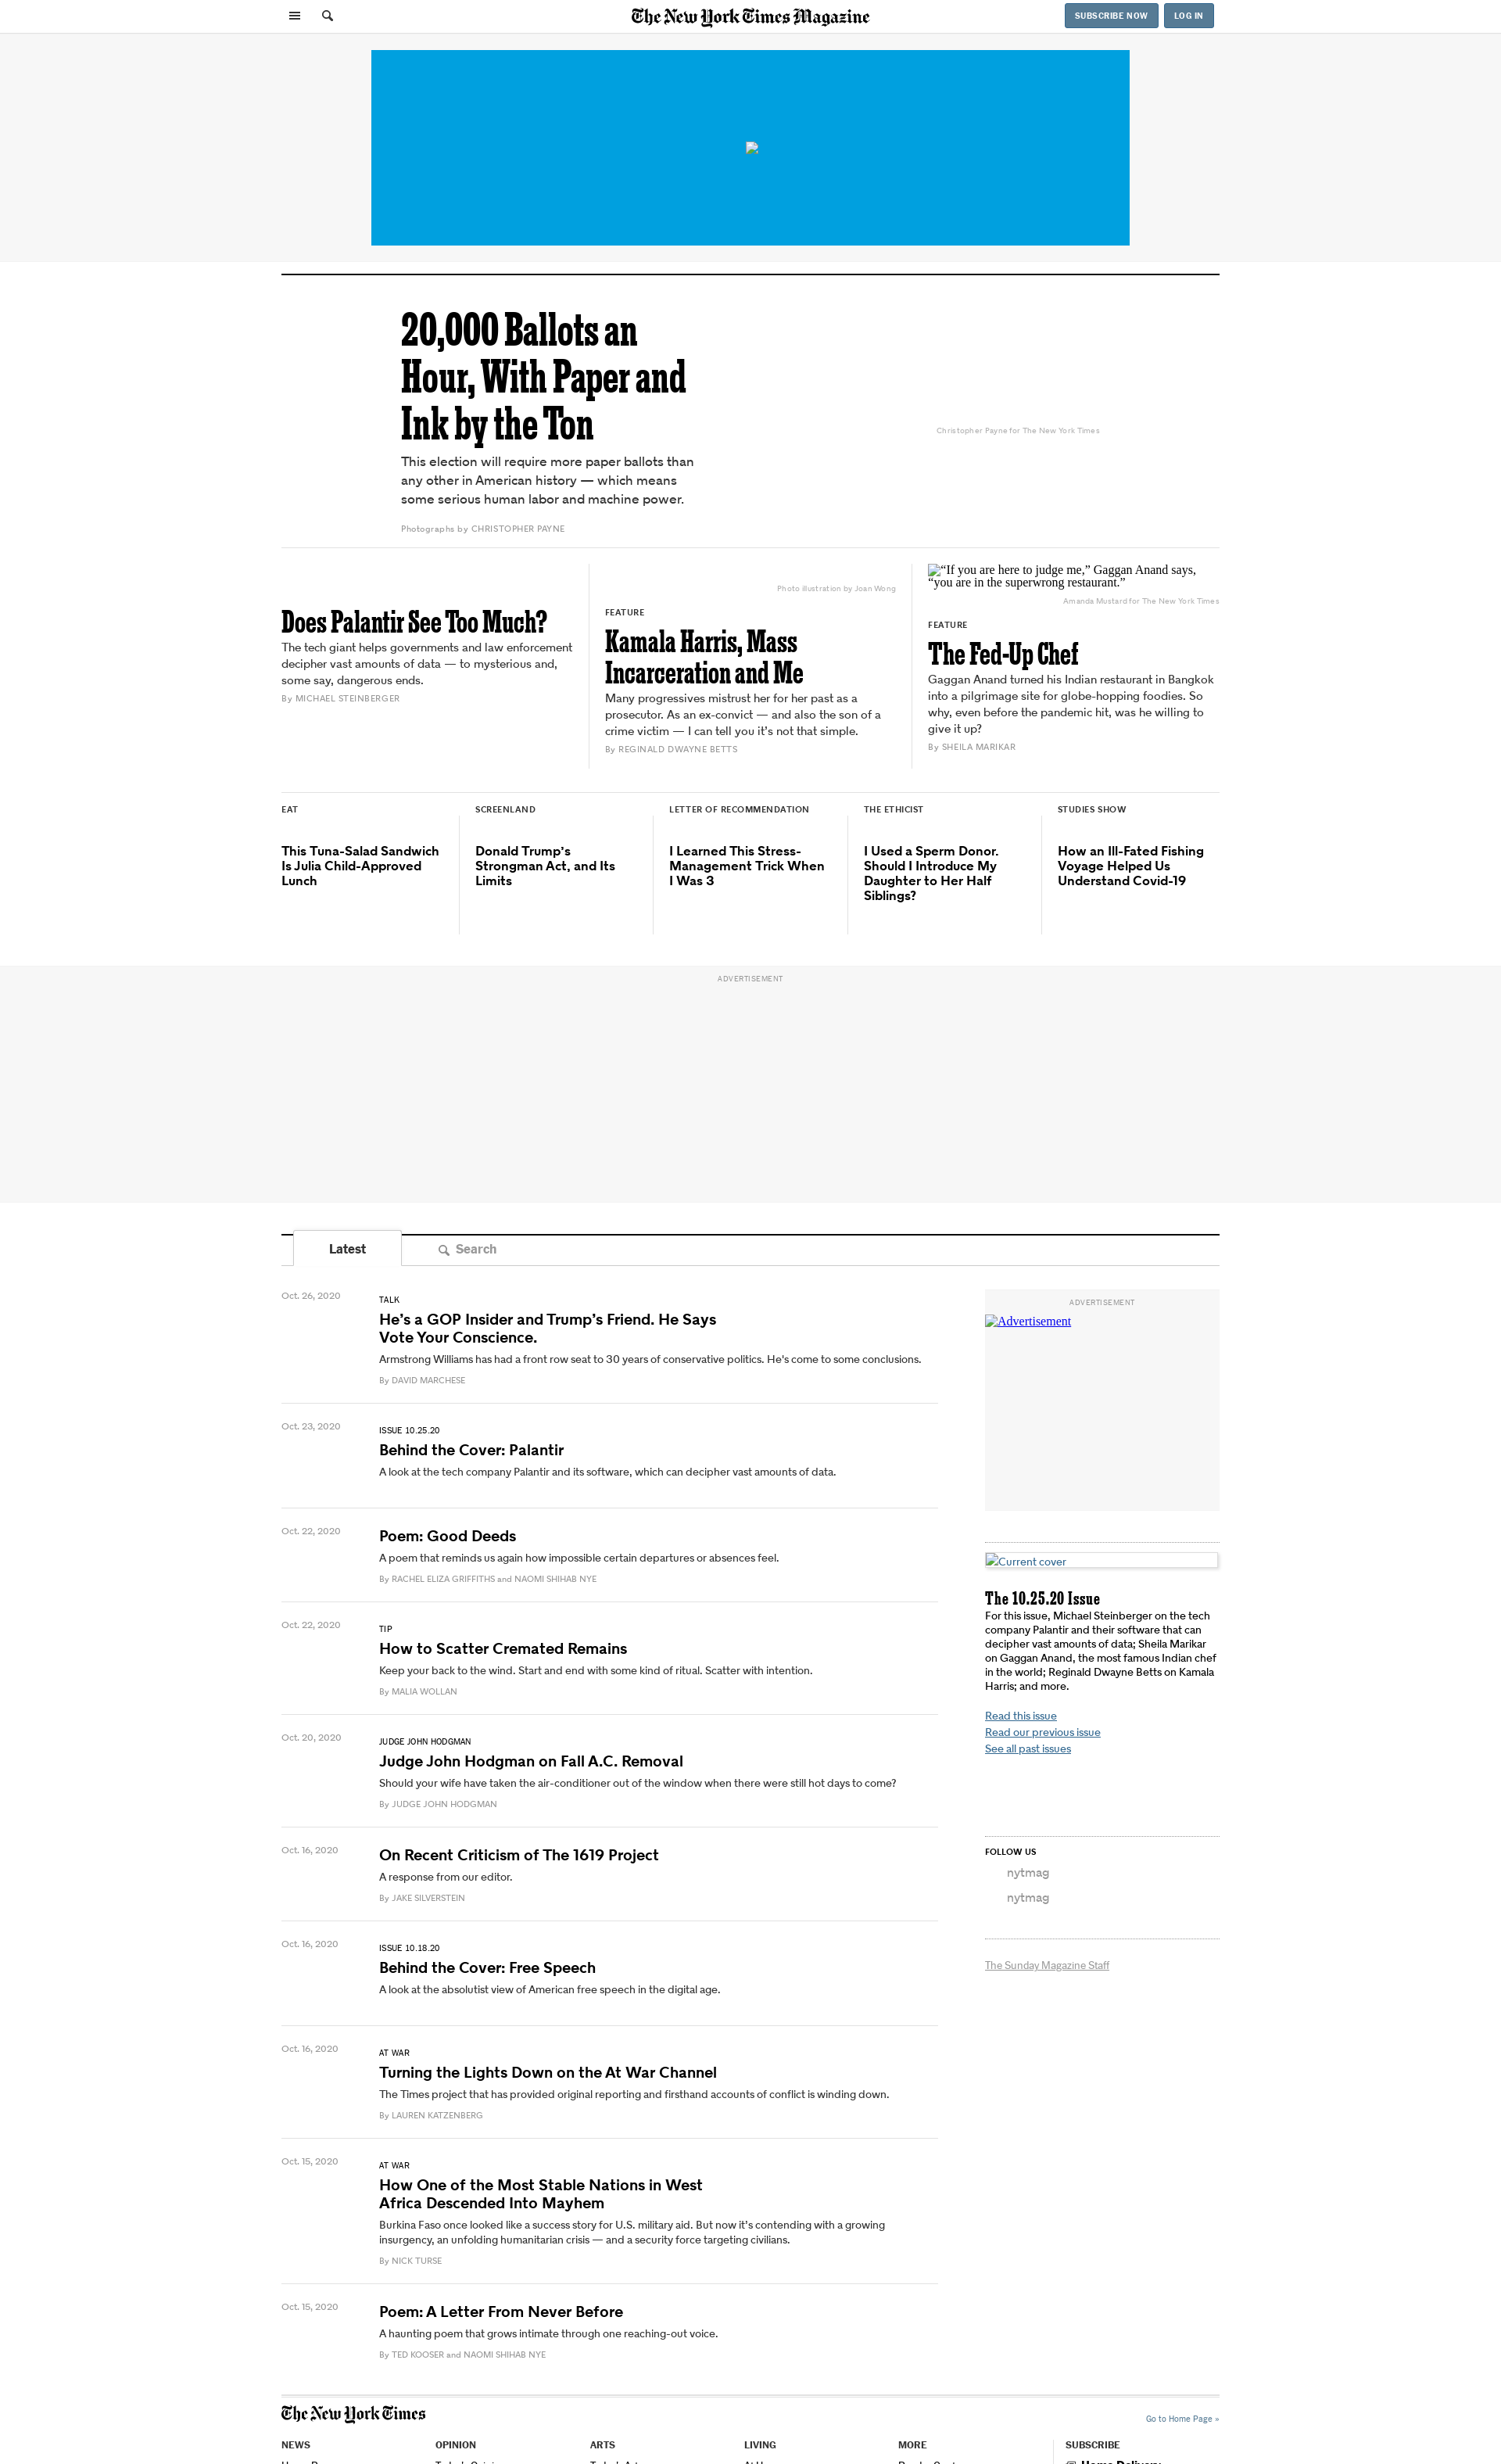 The New York Times Magazine
SUBSCRIBE NOW
LOG IN
20,000 Ballots an
Hour, With Paper and
Ink by the Ton
This election will require more paper ballots than
any other in American history — which means
some serious human labor and machine power.
Photographs by CHRISTOPHER PAYNE
Christopher Payne for The New York Times
Does Palantir See Too Much?
The tech giant helps governments and law enforcement
decipher vast amounts of data — to mysterious and,
some say, dangerous ends.
By MICHAEL STEINBERGER
Photo illustration by Joan Wong
FEATURE
Kamala Harris, Mass
Incarceration and Me
Many progressives mistrust her for her past as a
prosecutor. As an ex-convict — and also the son of a
crime victim — I can tell you it’s not that simple.
By REGINALD DWAYNE BETTS
“If you are here to judge me,” Gaggan Anand says,
“you are in the superwrong restaurant.”
Amanda Mustard for The New York Times
FEATURE
The Fed-Up Chef
Gaggan Anand turned his Indian restaurant in Bangkok
into a pilgrimage site for globe-hopping foodies. So
why, even before the pandemic hit, was he willing to
give it up?
By SHEILA MARIKAR
EAT
This Tuna-Salad Sandwich
Is Julia Child-Approved
Lunch
SCREENLAND
Donald Trump’s
Strongman Act, and Its
Limits
LETTER OF RECOMMENDATION
I Learned This Stress-
Management Trick When
I Was 3
THE ETHICIST
I Used a Sperm Donor.
Should I Introduce My
Daughter to Her Half
Siblings?
STUDIES SHOW
How an Ill-Fated Fishing
Voyage Helped Us
Understand Covid-19
ADVERTISEMENT
Latest
Search
Oct. 26, 2020
TALK
He’s a GOP Insider and Trump’s Friend. He Says
Vote Your Conscience.
Armstrong Williams has had a front row seat to 30 years of conservative politics. He's come to some conclusions.
By DAVID MARCHESE
Oct. 23, 2020
ISSUE 10.25.20
Behind the Cover: Palantir
A look at the tech company Palantir and its software, which can decipher vast amounts of data.
Oct. 22, 2020
Poem: Good Deeds
A poem that reminds us again how impossible certain departures or absences feel.
By RACHEL ELIZA GRIFFITHS and NAOMI SHIHAB NYE
Oct. 22, 2020
TIP
How to Scatter Cremated Remains
Keep your back to the wind. Start and end with some kind of ritual. Scatter with intention.
By MALIA WOLLAN
Oct. 20, 2020
JUDGE JOHN HODGMAN
Judge John Hodgman on Fall A.C. Removal
Should your wife have taken the air-conditioner out of the window when there were still hot days to come?
By JUDGE JOHN HODGMAN
Oct. 16, 2020
On Recent Criticism of The 1619 Project
A response from our editor.
By JAKE SILVERSTEIN
Oct. 16, 2020
ISSUE 10.18.20
Behind the Cover: Free Speech
A look at the absolutist view of American free speech in the digital age.
Oct. 16, 2020
AT WAR
Turning the Lights Down on the At War Channel
The Times project that has provided original reporting and firsthand accounts of conflict is winding down.
By LAUREN KATZENBERG
Oct. 15, 2020
AT WAR
How One of the Most Stable Nations in West
Africa Descended Into Mayhem
Burkina Faso once looked like a success story for U.S. military aid. But now it’s contending with a growing
insurgency, an unfolding humanitarian crisis — and a security force targeting civilians.
By NICK TURSE
Oct. 15, 2020
Poem: A Letter From Never Before
A haunting poem that grows intimate through one reaching-out voice.
By TED KOOSER and NAOMI SHIHAB NYE
ADVERTISEMENT
Advertisement
Current cover
The 10.25.20 Issue
For this issue, Michael Steinberger on the tech
company Palantir and their software that can
decipher vast amounts of data; Sheila Marikar
on Gaggan Anand, the most famous Indian chef
in the world; Reginald Dwayne Betts on Kamala
Harris; and more.
Read this issue
Read our previous issue
See all past issues
FOLLOW US
nytmag
nytmag
The Sunday Magazine Staff
The New York Times
Go to Home Page »
NEWS
OPINION
ARTS
LIVING
MORE
SUBSCRIBE